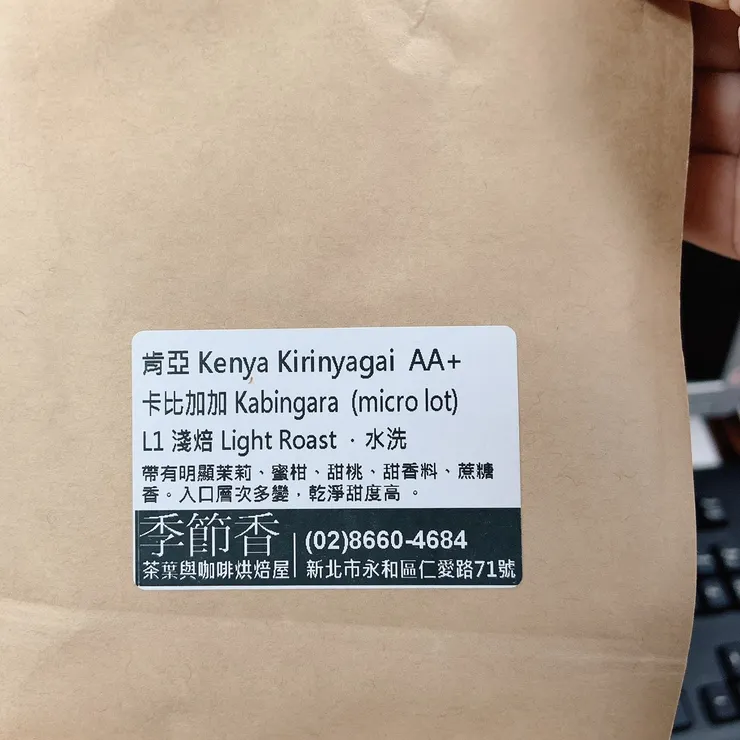 肯亞 Kenya Kirinyagai AA+
卡比加加 Kabingara (micro lot)
L1 淺焙 Light Roast · 水洗
帶有明顯茉莉、蜜柑、甜桃、甜香料、蔗糖
香。入口層次多變，乾淨甜度高。
季節香
茶葉與咖啡烘焙屋
(02)8660-4684
新北市永和區仁愛路71號